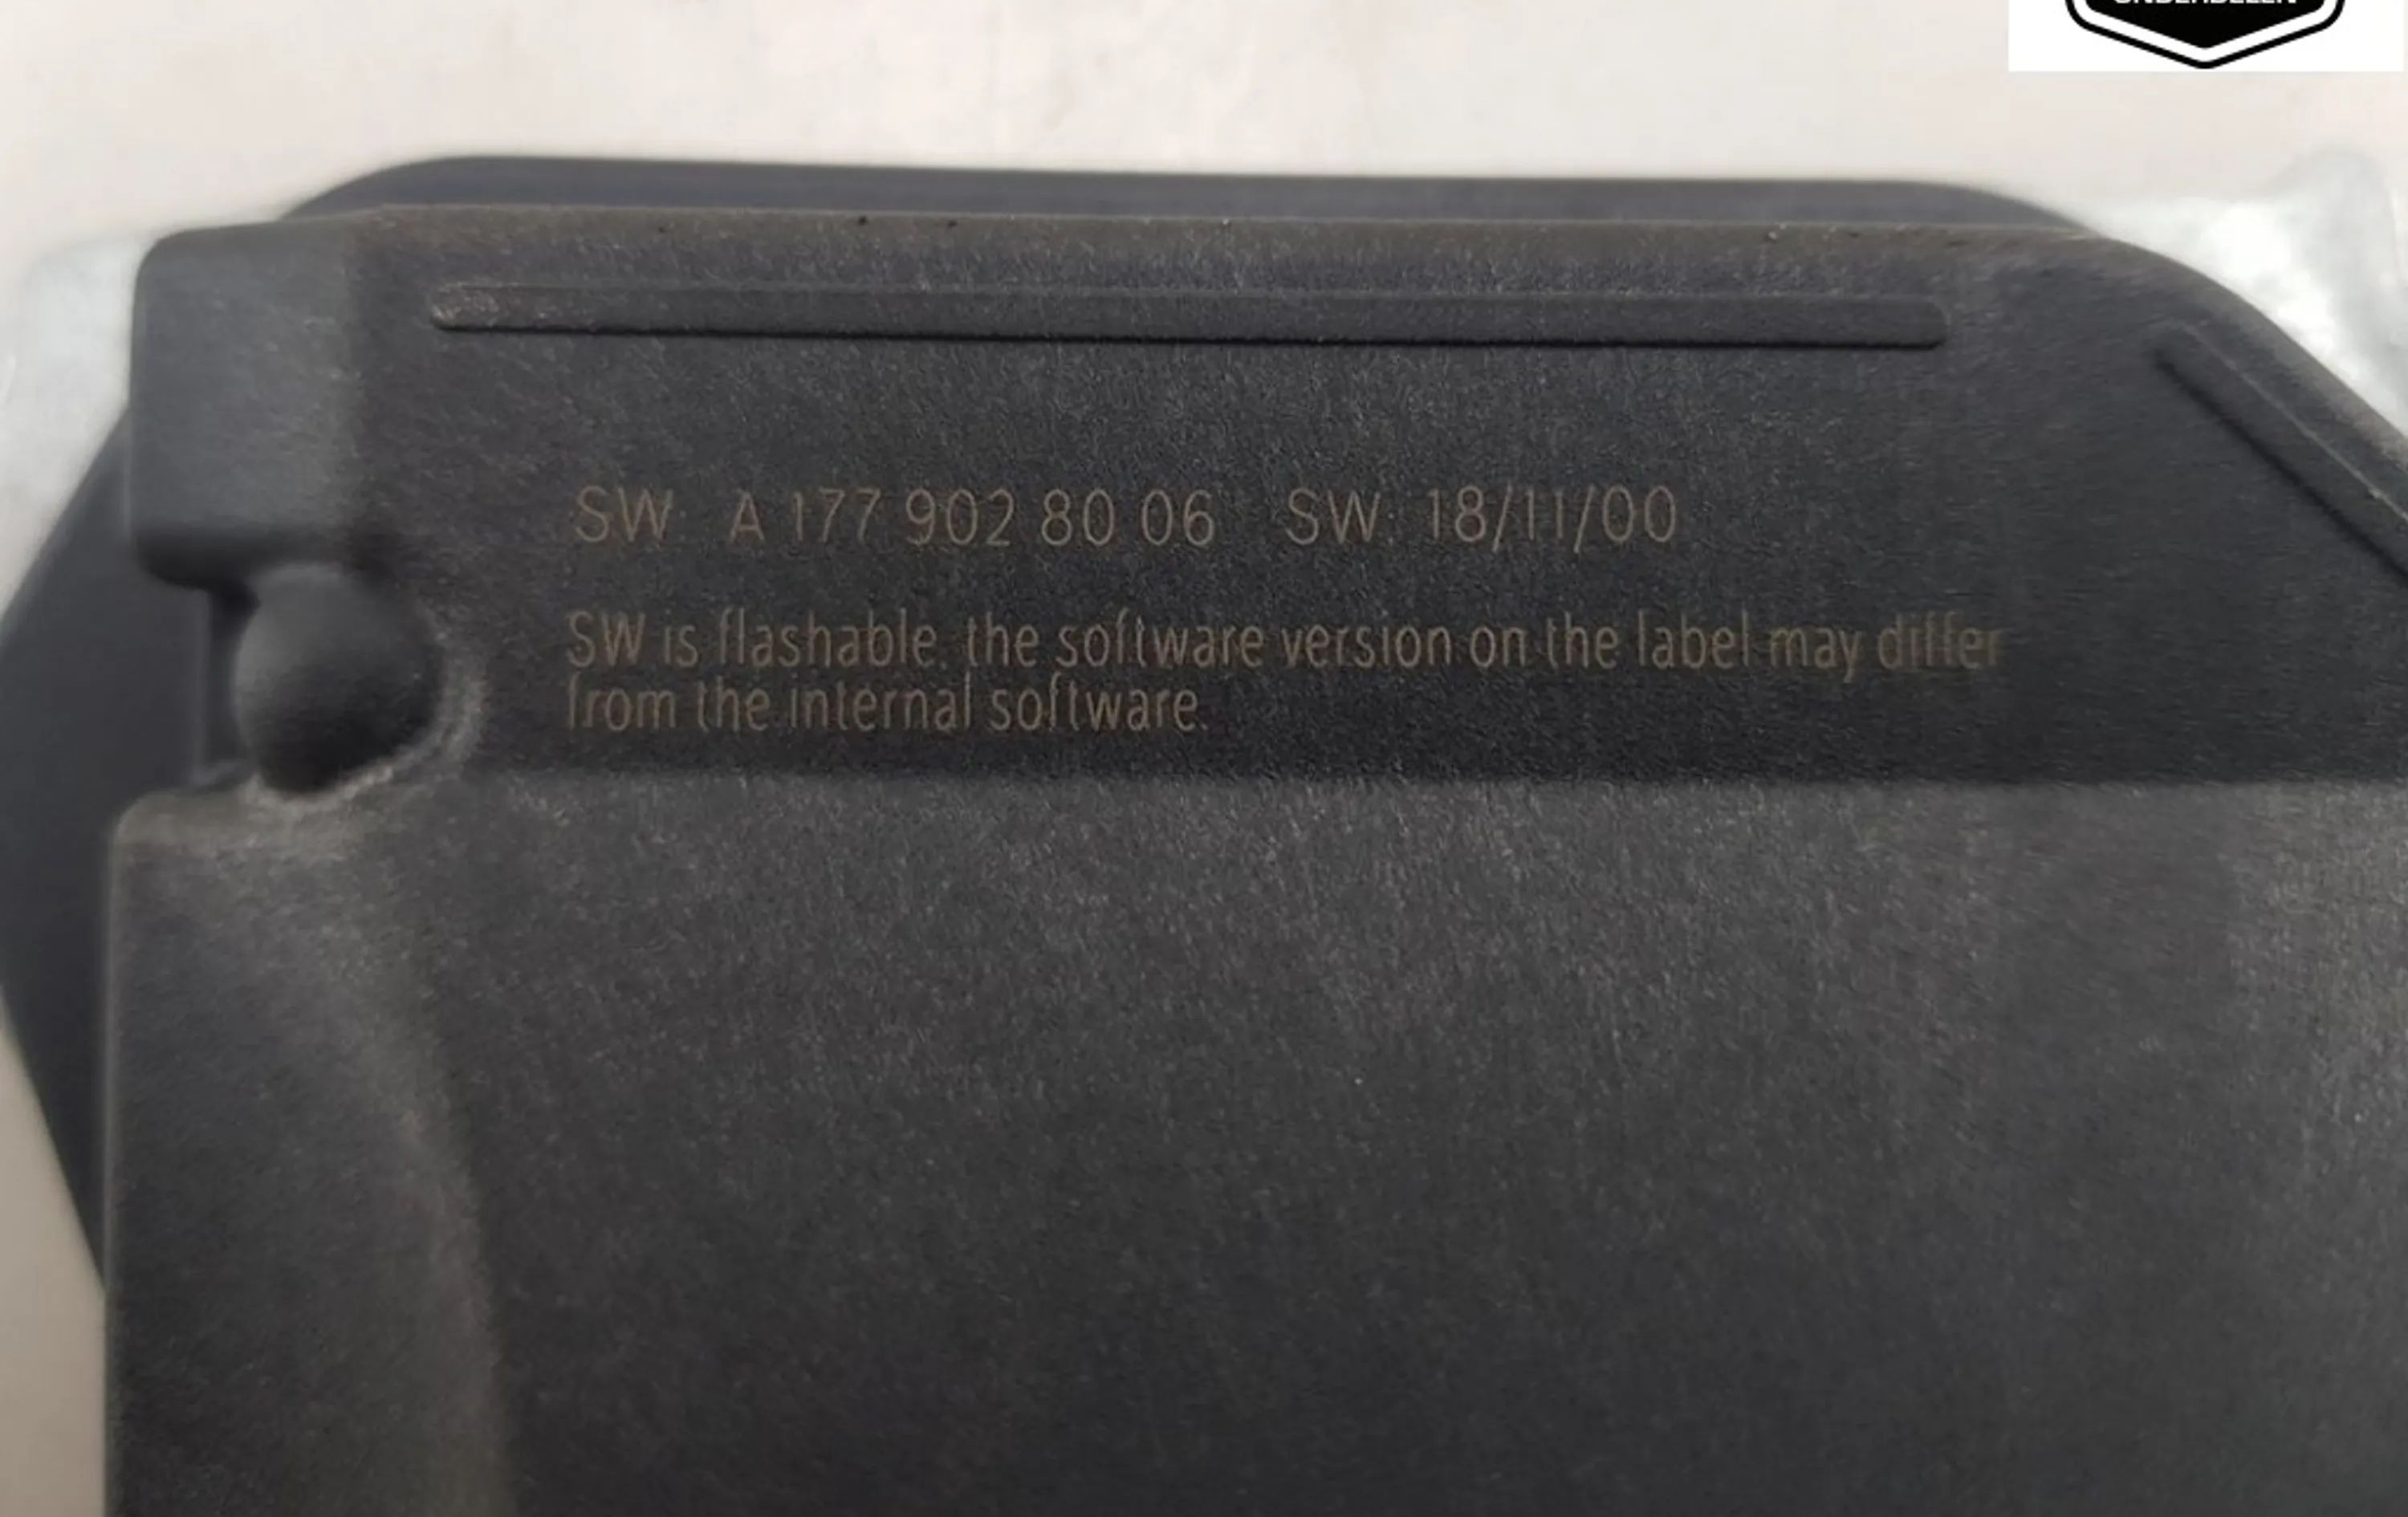 ONDERDELEN
SW: A 177 902 80 06 SW: 18/11/00
SW is flashable, the software version on the label may differ
from the internal software.